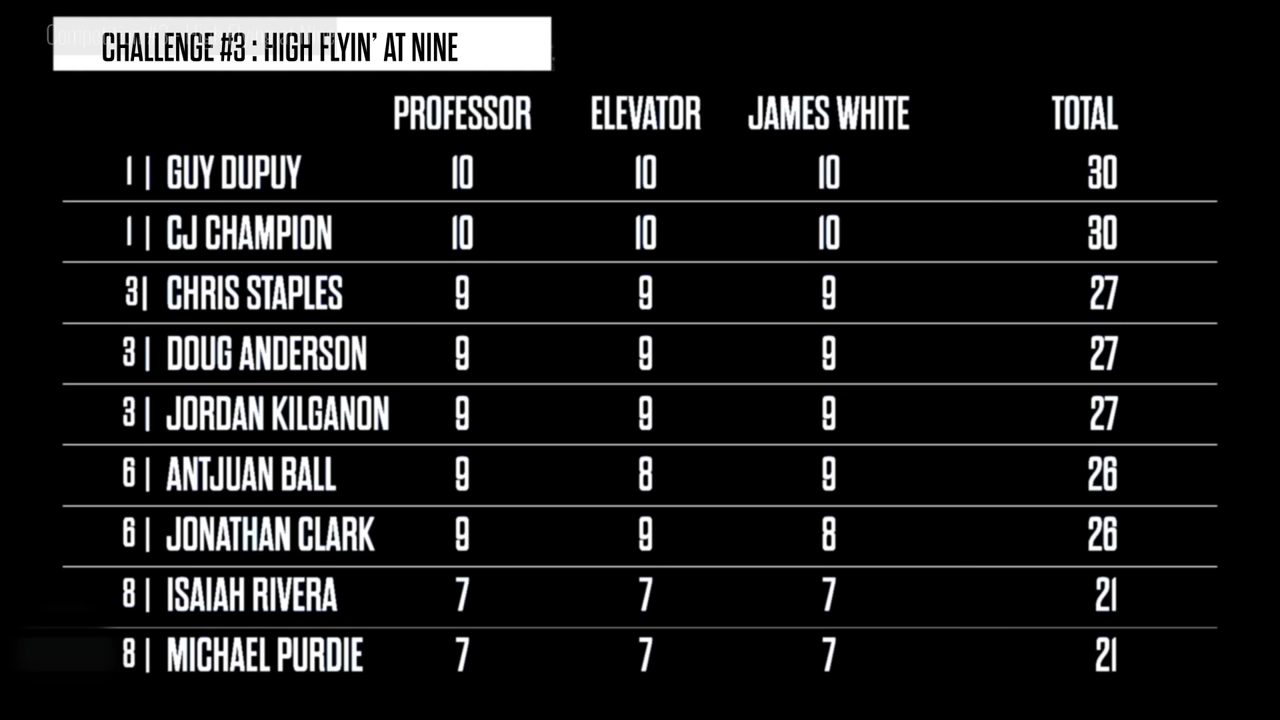 CHALLENGE #3 : HIGH FLYIN' AT NINE
PROFESSOR ELEVATOR JAMES WHITE TOTAL
1 | GUY DUPUY 10 10 10 30
1 | CJ CHAMPION 10 10 10 30
3 | CHRIS STAPLES 9 9 9 27
3 | DOUG ANDERSON 9 9 9 27
3 | JORDAN KILGANON 9 9 9 27
6 | ANTJUAN BALL 9 8 9 26
6 | JONATHAN CLARK 9 9 8 26
8 | ISAIAH RIVERA 7 7 7 21
8 | MICHAEL PURDIE 7 7 7 21